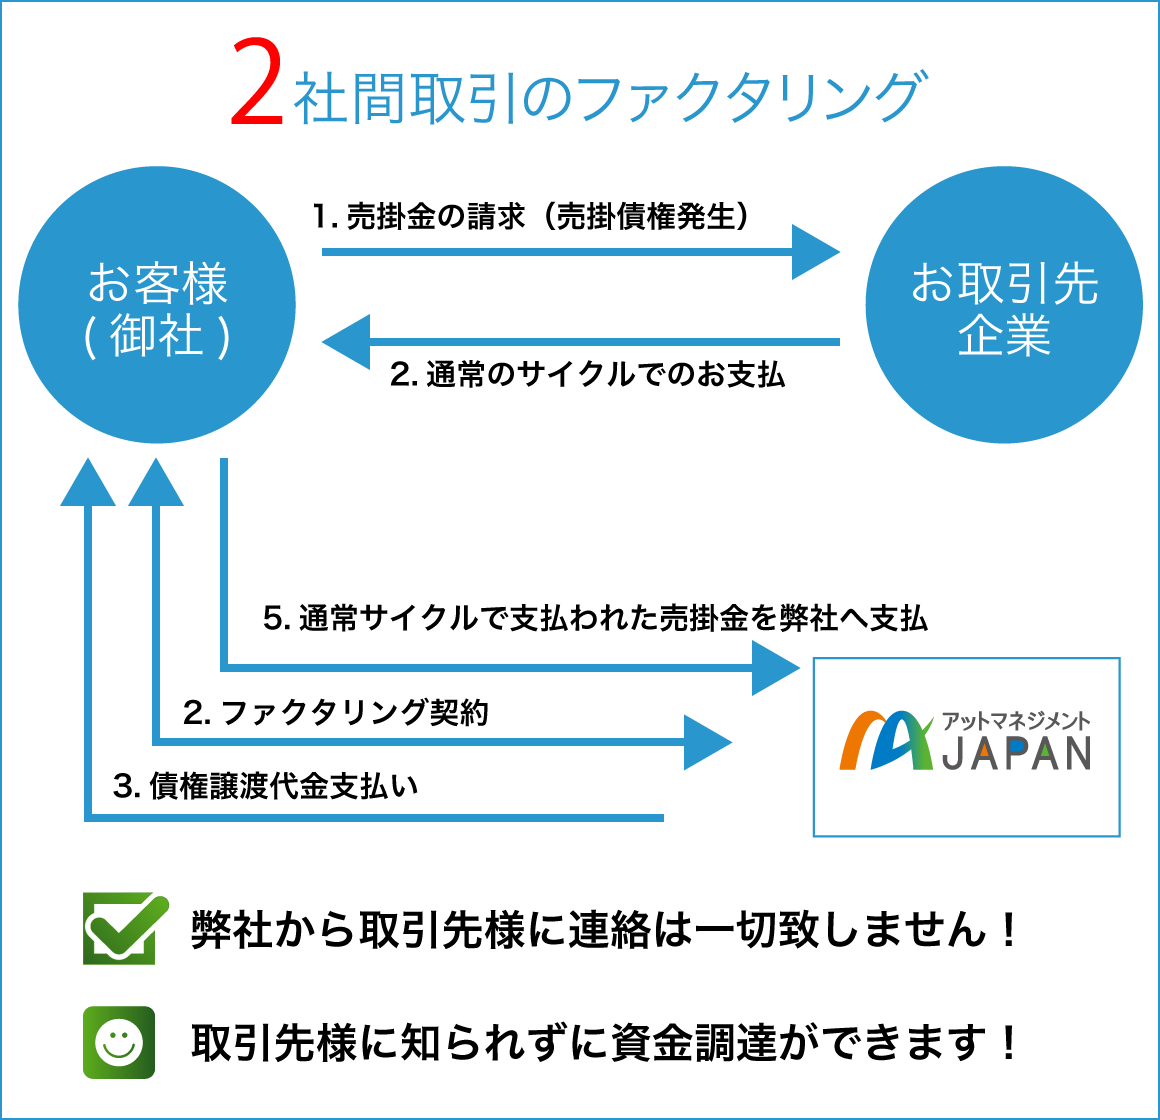 2社間取引のファクタリング
1. 売掛金の請求（売掛債権発生）
お客様
( 御社 )
お取引先
企業
2. 通常のサイクルでのお支払
5. 通常サイクルで支払われた売掛金を弊社へ支払
2. ファクタリング契約
アットマネジメント
JAPAN
3. 債権譲渡代金支払い
弊社から取引先様に連絡は一切致しません！
取引先様に知られずに資金調達ができます！